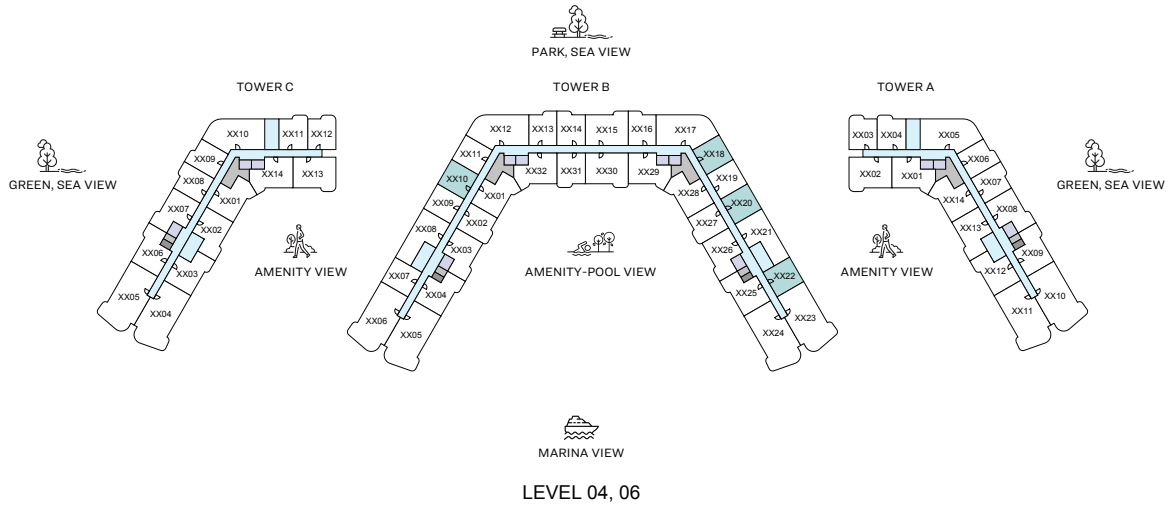 PARK, SEA VIEW
TOWER C
TOWER B
TOWER A
GREEN, SEA VIEW
GREEN, SEA VIEW
XX10
XX11
XX12
XX09
XX14
XX13
XX08
XX01
XX07
XX02
XX06
XX03
XX05
XX04
XX12
XX13
XX14
XX15
XX16
XX17
XX11
XX32
XX31
XX30
XX29
XX18
XX10
XX01
XX28
XX19
XX09
XX02
XX27
XX20
XX08
XX03
XX26
XX21
XX07
XX04
XX25
XX22
XX06
XX05
XX24
XX23
XX03
XX04
XX05
XX02
XX01
XX06
XX14
XX07
XX13
XX08
XX12
XX09
XX11
XX10
AMENITY VIEW
AMENITY-POOL VIEW
AMENITY VIEW
MARINA VIEW
LEVEL 04, 06